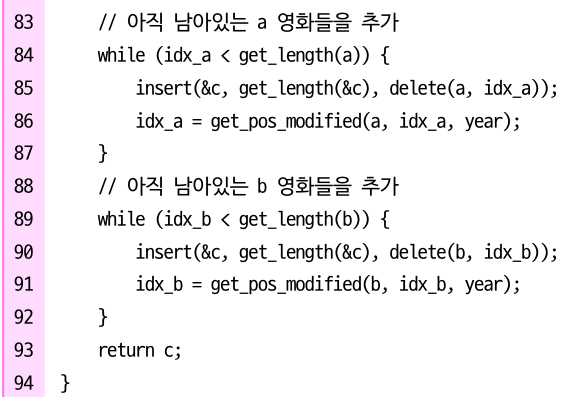 83 // 아직 남아있는 a 영화들을 추가
84 while (idx_a < get_length(a)) {
85 insert(&c, get_length(&c), delete(a, idx_a));
86 idx_a = get_pos_modified(a, idx_a, year);
87 }
88 // 아직 남아있는 b 영화들을 추가
89 while (idx_b < get_length(b)) {
90 insert(&c, get_length(&c), delete(b, idx_b));
91 idx_b = get_pos_modified(b, idx_b, year);
92 }
93 return c;
94 }